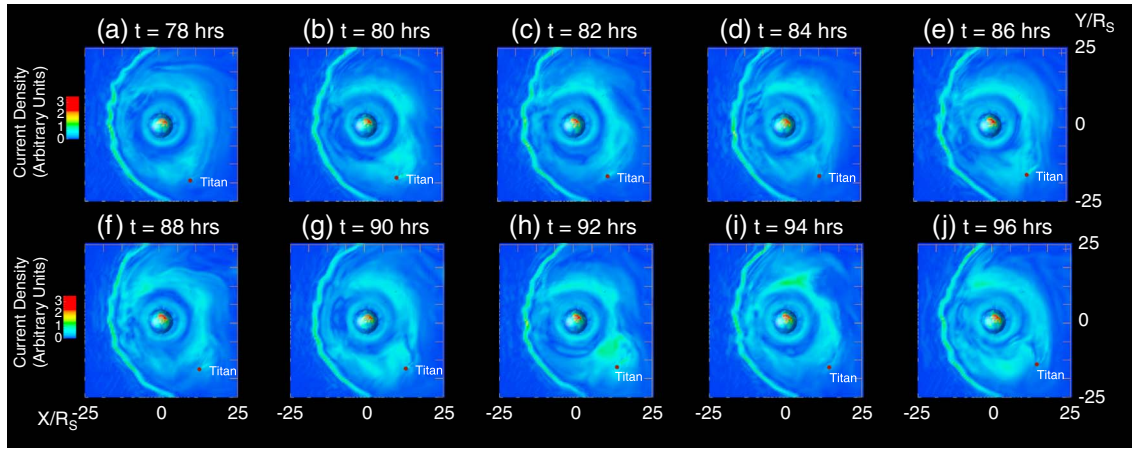 (a) t = 78 hrs
(b) t = 80 hrs
(c) t = 82 hrs
(d) t = 84 hrs
(e) t = 86 hrs
Y/R_S
Current Density
(Arbitrary Units)
3
2
1
0
Titan
Titan
Titan
Titan
Titan
25
0
-25
(f) t = 88 hrs
(g) t = 90 hrs
(h) t = 92 hrs
(i) t = 94 hrs
(j) t = 96 hrs
Current Density
(Arbitrary Units)
3
2
1
0
Titan
Titan
Titan
Titan
Titan
25
0
-25
X/R_S
-25 0 25
-25 0 25
-25 0 25
-25 0 25
-25 0 25